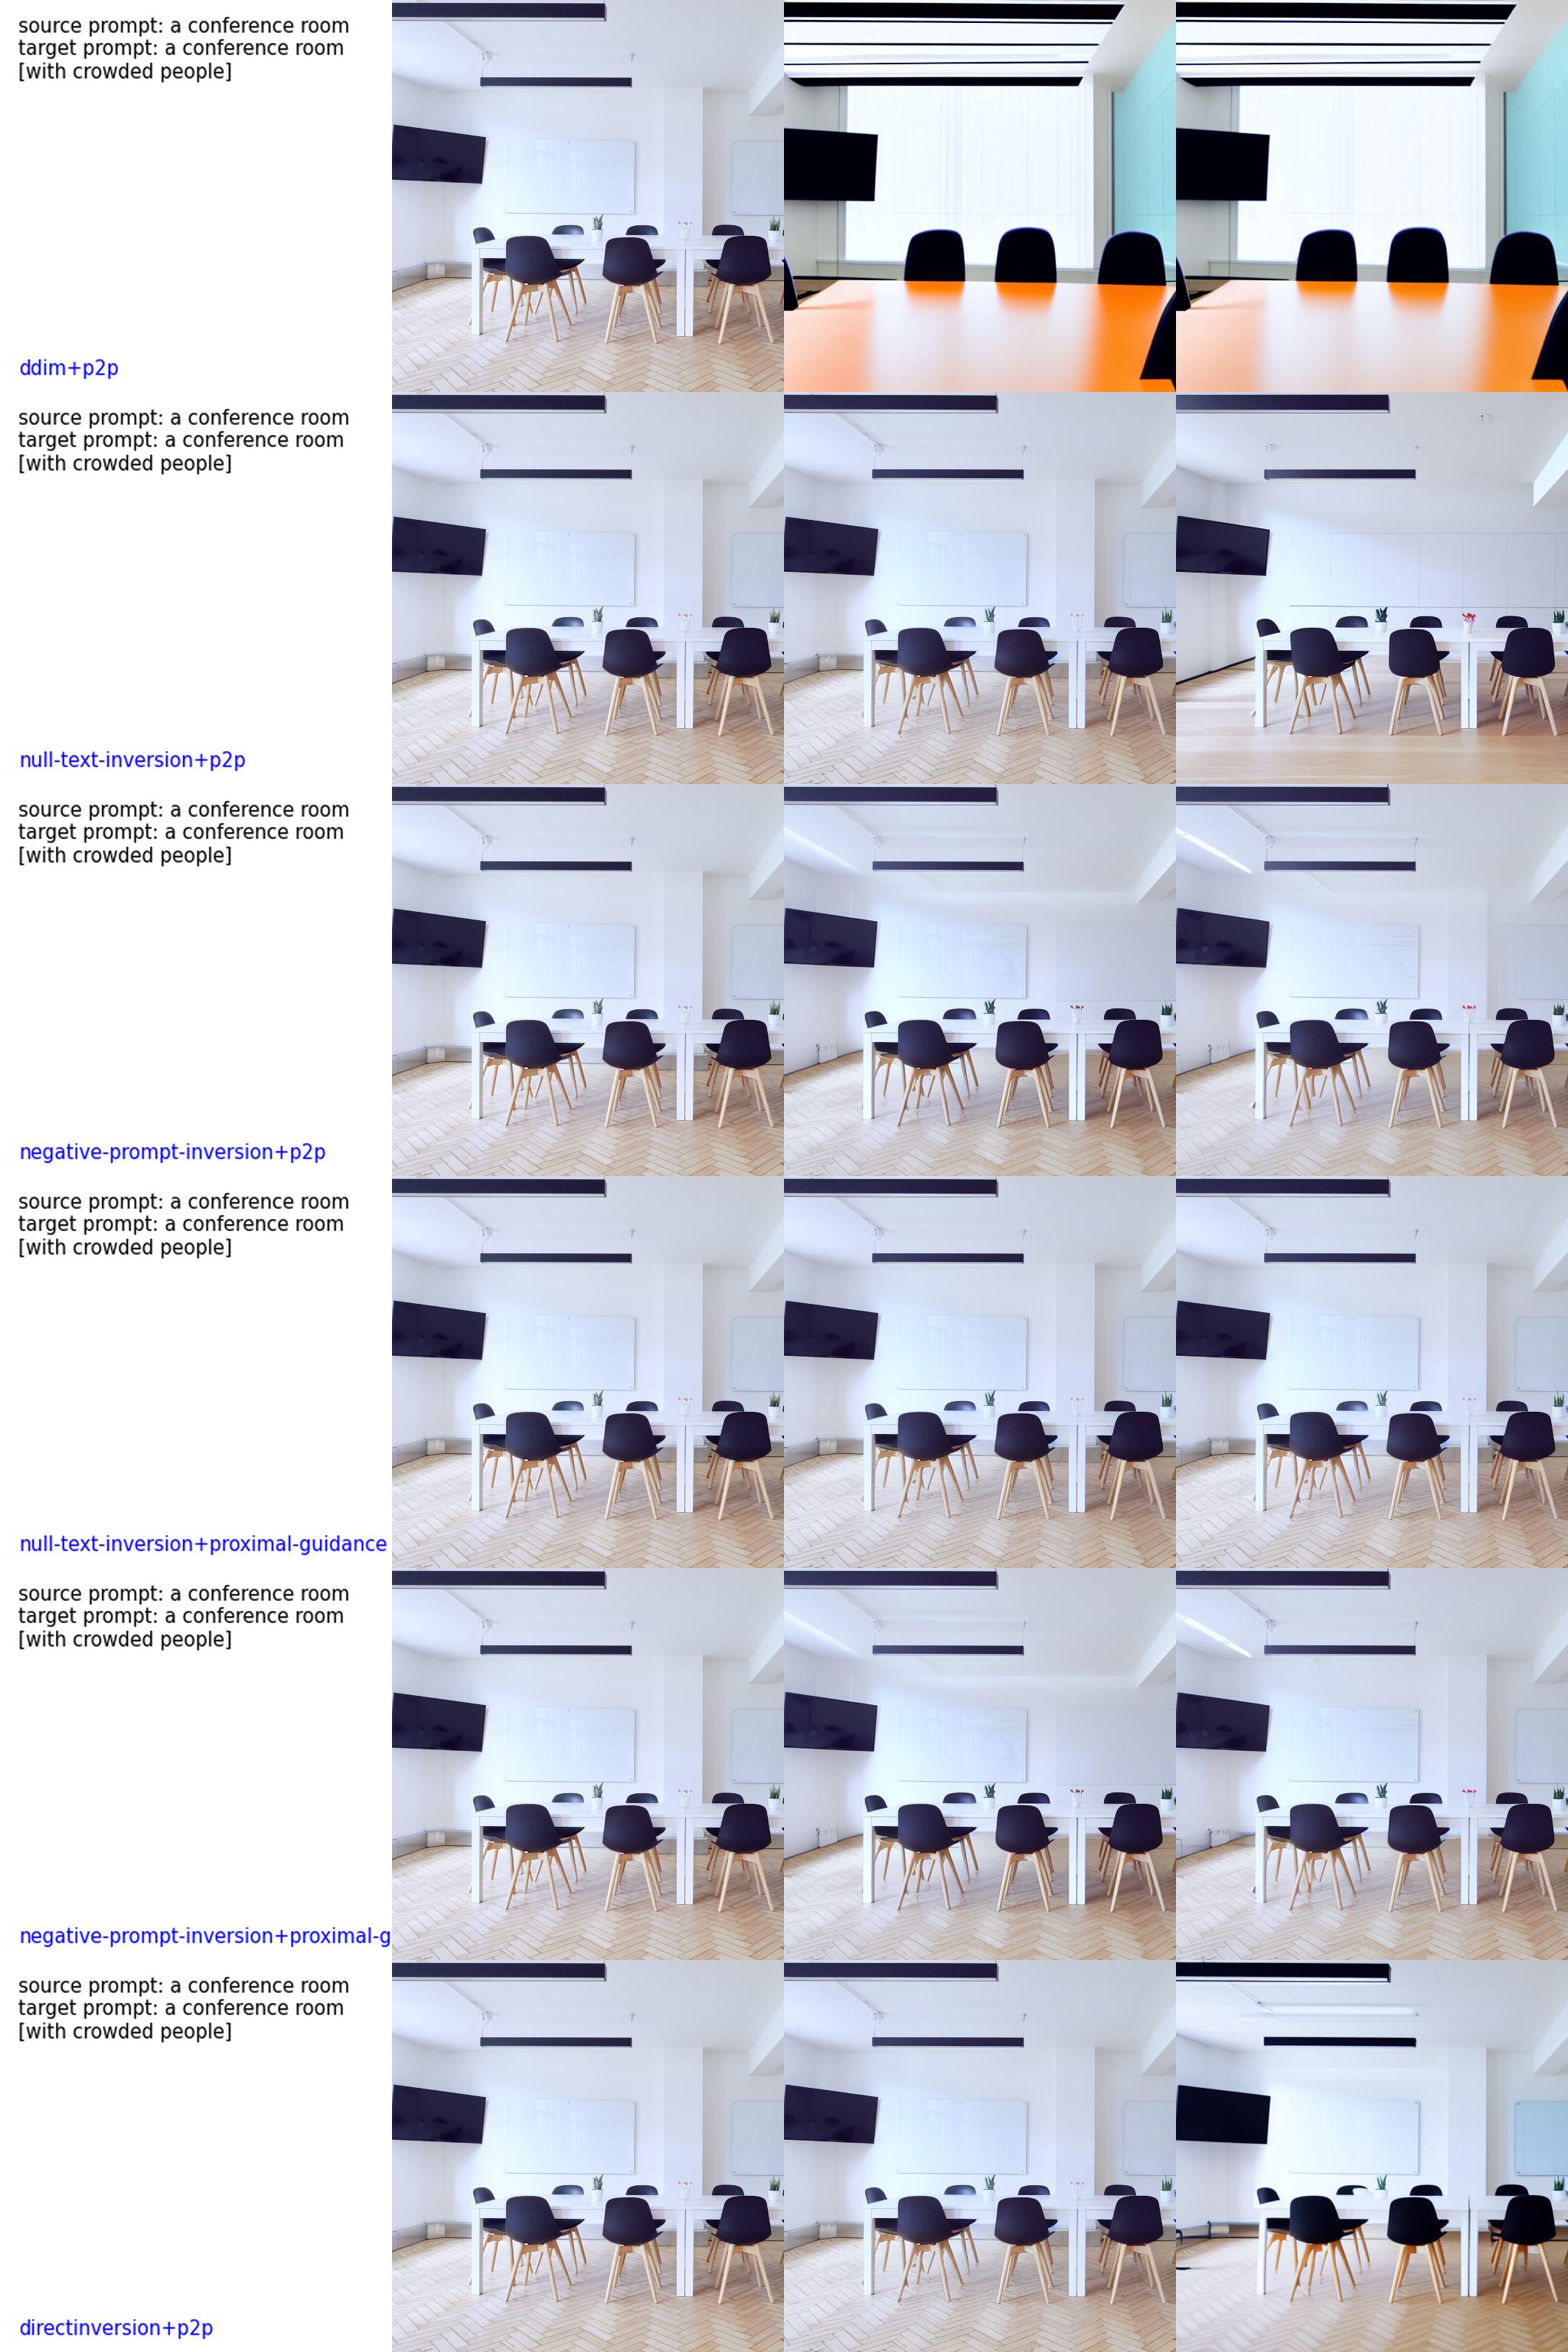 source prompt: a conference room
target prompt: a conference room
[with crowded people]
ddim+p2p
source prompt: a conference room
target prompt: a conference room
[with crowded people]
null-text-inversion+p2p
source prompt: a conference room
target prompt: a conference room
[with crowded people]
negative-prompt-inversion+p2p
source prompt: a conference room
target prompt: a conference room
[with crowded people]
null-text-inversion+proximal-guidance
source prompt: a conference room
target prompt: a conference room
[with crowded people]
negative-prompt-inversion+proximal-g
source prompt: a conference room
target prompt: a conference room
[with crowded people]
directinversion+p2p